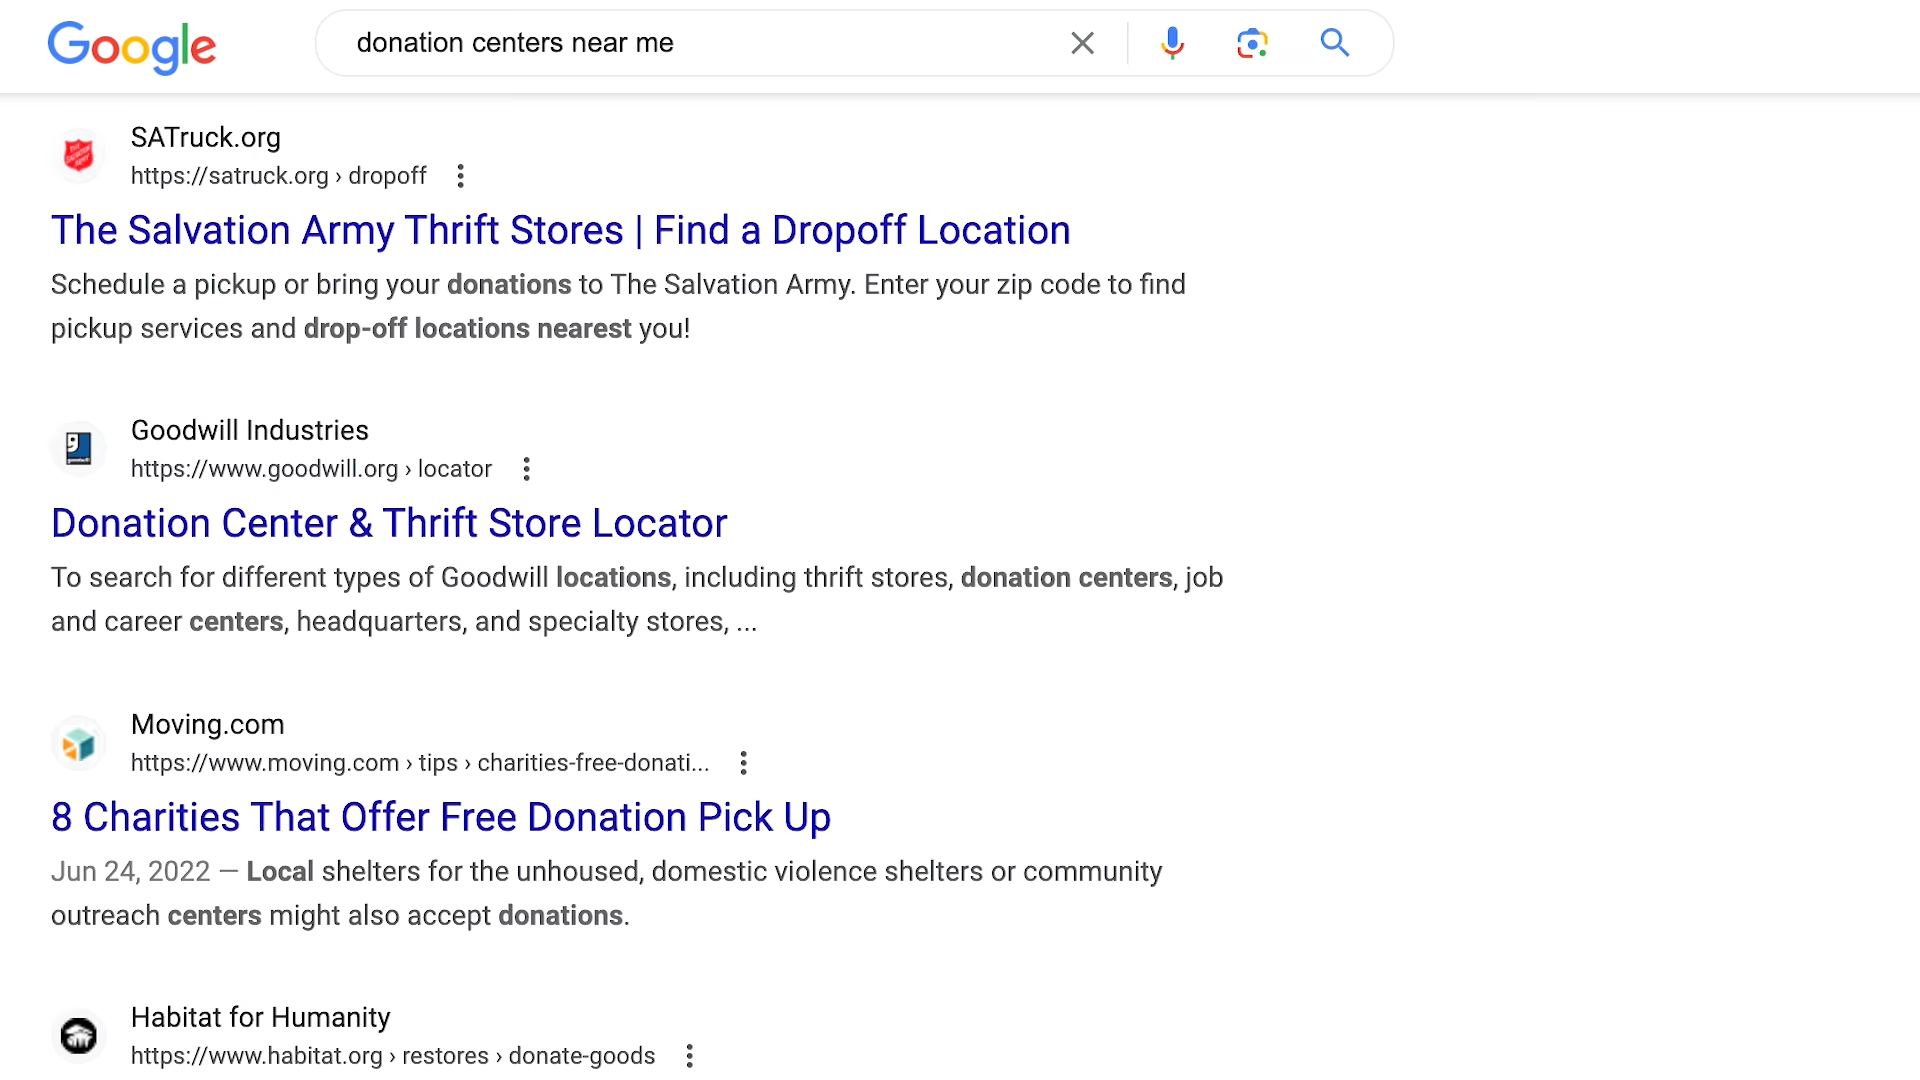 Google
donation centers near me
SATruck.org
https://satruck.org › dropoff
The Salvation Army Thrift Stores | Find a Dropoff Location
Schedule a pickup or bring your donations to The Salvation Army. Enter your zip code to find
pickup services and drop-off locations nearest you!
Goodwill Industries
https://www.goodwill.org › locator
Donation Center & Thrift Store Locator
To search for different types of Goodwill locations, including thrift stores, donation centers, job
and career centers, headquarters, and specialty stores, ...
Moving.com
https://www.moving.com › tips › charities-free-donati...
8 Charities That Offer Free Donation Pick Up
Jun 24, 2022 — Local shelters for the unhoused, domestic violence shelters or community
outreach centers might also accept donations.
Habitat for Humanity
https://www.habitat.org › restores › donate-goods